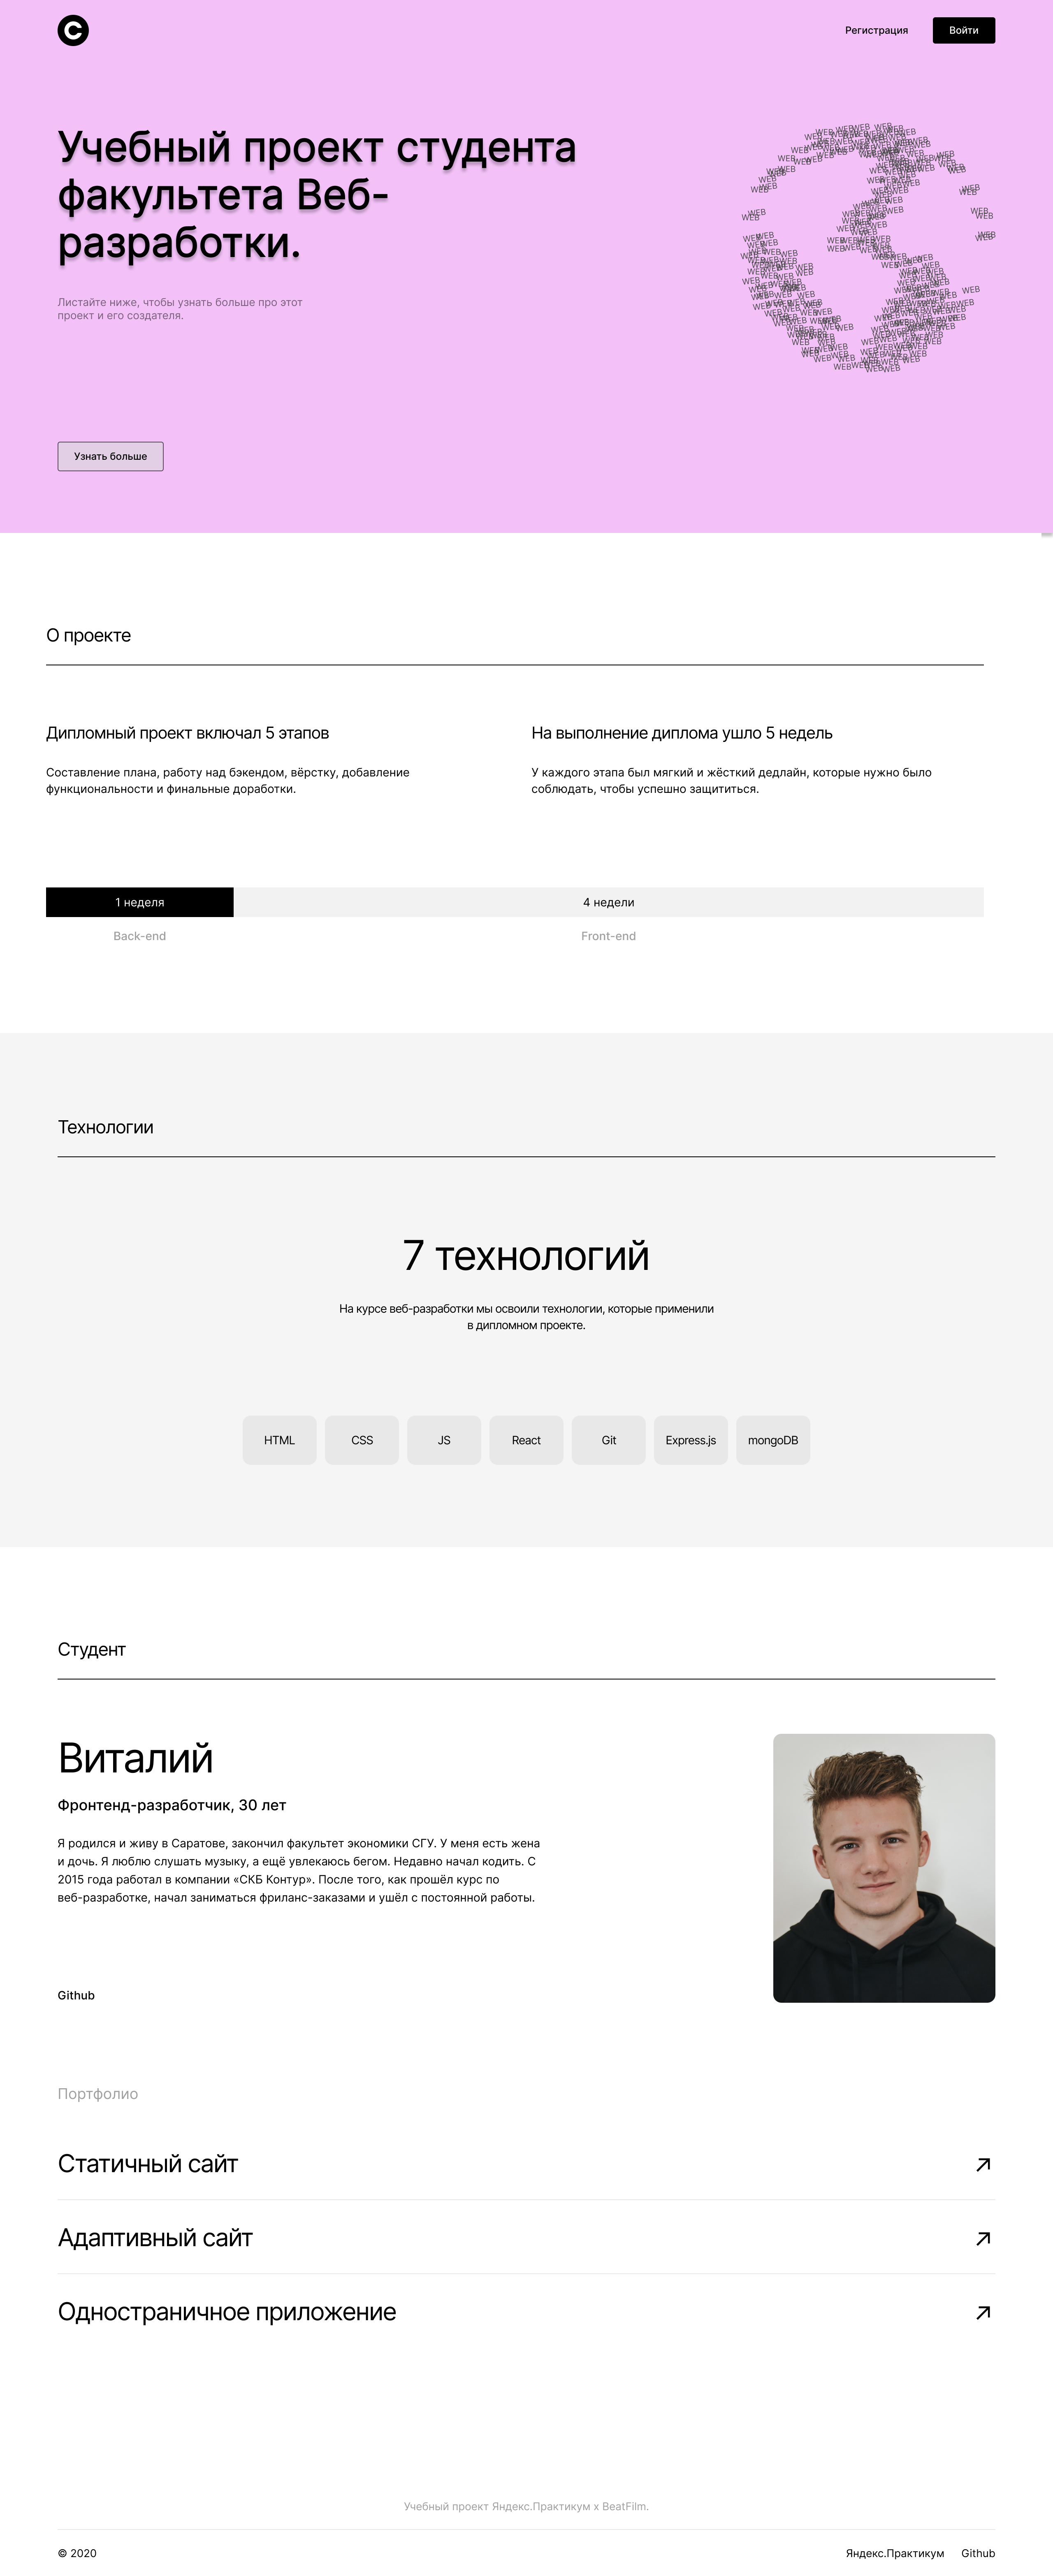 C
Регистрация
Войти
Учебный проект студента
факультета Веб-
разработки.
Листайте ниже, чтобы узнать больше про этот
проект и его создателя.
WEB
Узнать больше
О проекте
Дипломный проект включал 5 этапов
Составление плана, работу над бэкендом, вёрстку, добавление
функциональности и финальные доработки.
На выполнение диплома ушло 5 недель
У каждого этапа был мягкий и жёсткий дедлайн, которые нужно было
соблюдать, чтобы успешно защититься.
1 неделя
4 недели
Back-end
Front-end
Технологии
7 технологий
На курсе веб-разработки мы освоили технологии, которые применили
в дипломном проекте.
HTML
CSS
JS
React
Git
Express.js
mongoDB
Студент
Виталий
Фронтенд-разработчик, 30 лет
Я родился и живу в Саратове, закончил факультет экономики СГУ. У меня есть жена
и дочь. Я люблю слушать музыку, а ещё увлекаюсь бегом. Недавно начал кодить. С
2015 года работал в компании «СКБ Контур». После того, как прошёл курс по
веб-разработке, начал заниматься фриланс-заказами и ушёл с постоянной работы.
Github
Портфолио
Статичный сайт
Адаптивный сайт
Одностраничное приложение
Учебный проект Яндекс.Практикум х BeatFilm.
© 2020
Яндекс.Практикум
Github